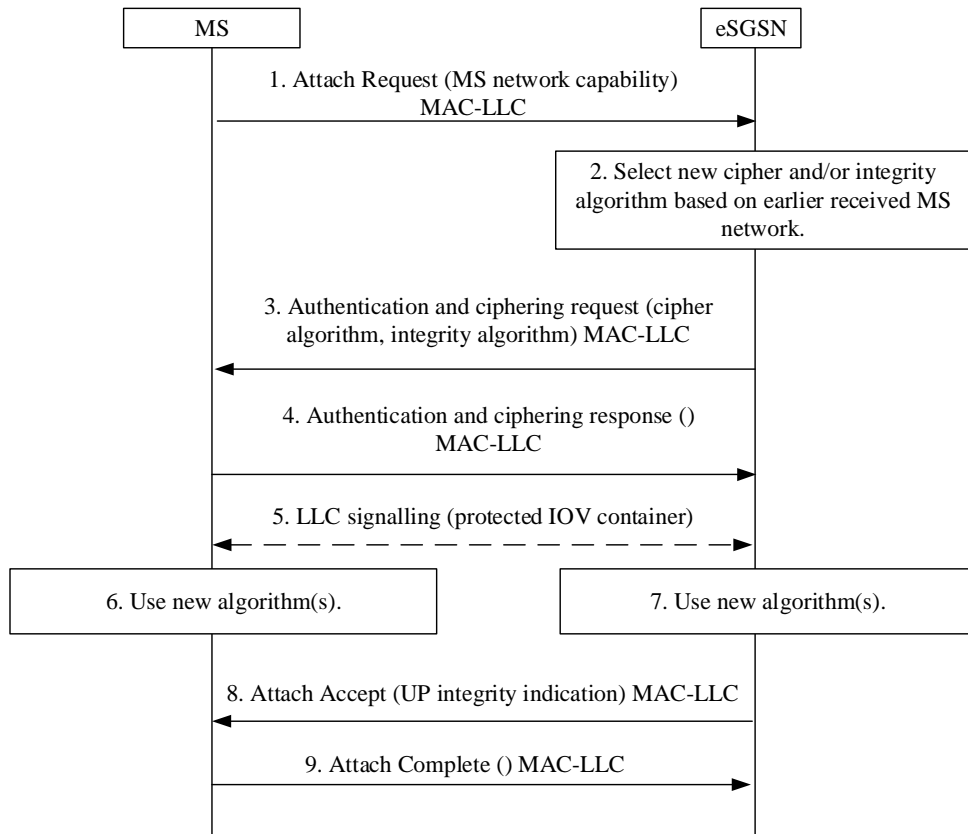 MS
eSGSN
1. Attach Request (MS network capability)
MAC-LLC
2. Select new cipher and/or integrity
algorithm based on earlier received MS
network.
3. Authentication and ciphering request (cipher
algorithm, integrity algorithm) MAC-LLC
4. Authentication and ciphering response ()
MAC-LLC
5. LLC signalling (protected IOV container)
6. Use new algorithm(s).
7. Use new algorithm(s).
8. Attach Accept (UP integrity indication) MAC-LLC
9. Attach Complete () MAC-LLC